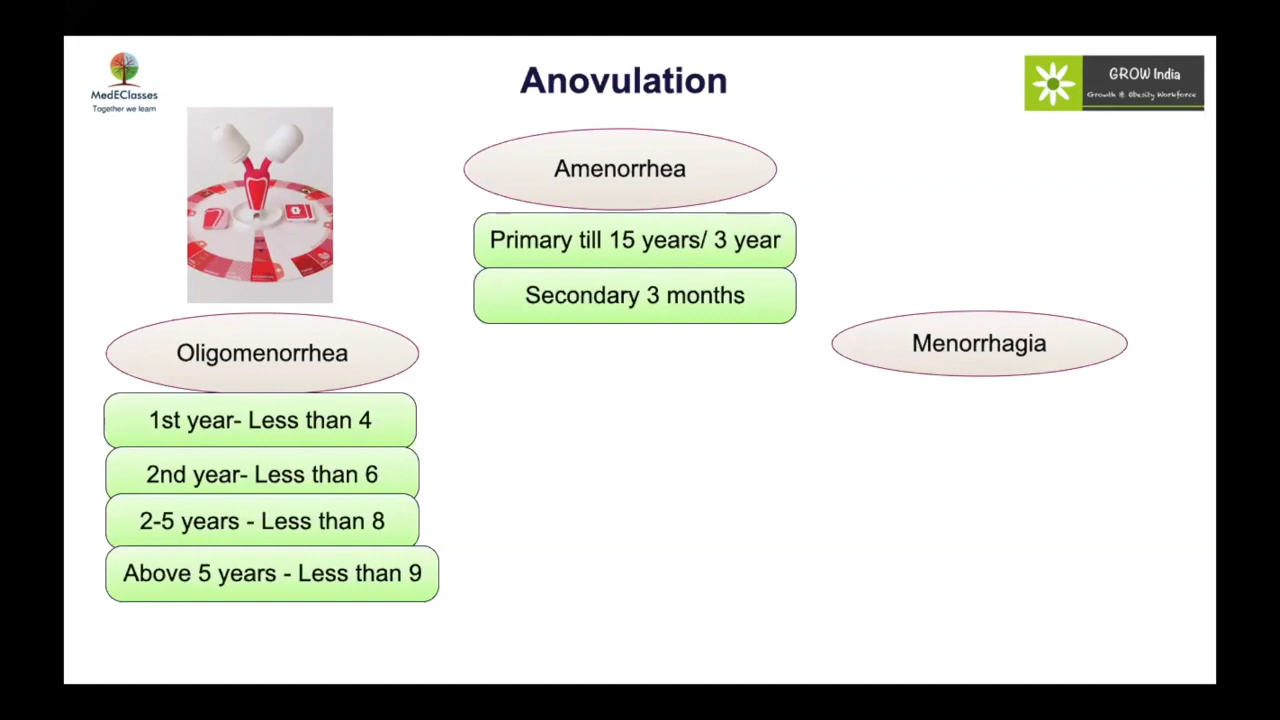 MedEClasses
Together we learn
Anovulation
GROW India
Growth & Obesity Workforce
Amenorrhea
Primary till 15 years/ 3 year
Secondary 3 months
Oligomenorrhea
1st year- Less than 4
2nd year- Less than 6
2-5 years - Less than 8
Above 5 years - Less than 9
Menorrhagia